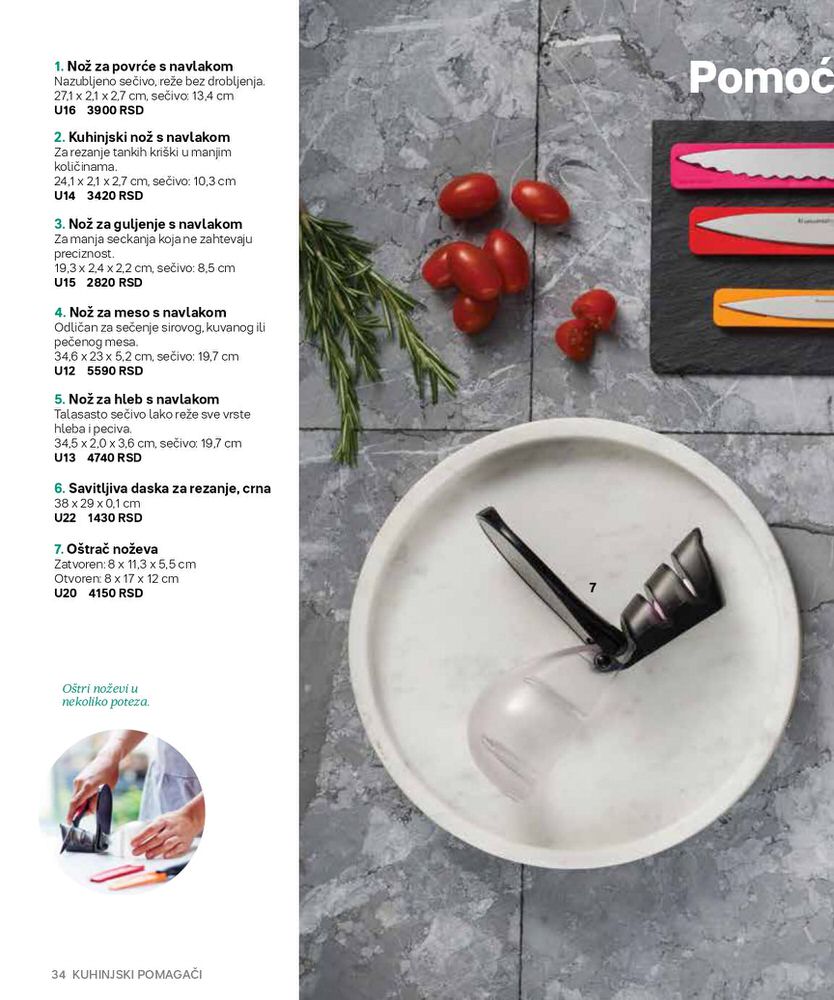 1. Nož za povrće s navlakom
Nazubljeno sečivo, reže bez drobljenja.
27,1 x 2,1 x 2,7 cm, sečivo: 13,4 cm
U16 3900 RSD
2. Kuhinjski nož s navlakom
Za rezanje tankih kriški u manjim
količinama.
24,1 x 2,1 x 2,7 cm, sečivo: 10,3 cm
U14 3420 RSD
3. Nož za guljenje s navlakom
Za manja seckanja koja ne zahtevaju
preciznost.
19,3 x 2,4 x 2,2 cm, sečivo: 8,5 cm
U15 2820 RSD
4. Nož za meso s navlakom
Odličan za sečenje sirovog, kuvanog ili
pečenog mesa.
34,6 x 23 x 5,2 cm, sečivo: 19,7 cm
U12 5590 RSD
5. Nož za hleb s navlakom
Talasasto sečivo lako reže sve vrste
hleba i peciva.
34,5 x 2,0 x 3,6 cm, sečivo: 19,7 cm
U13 4740 RSD
6. Savitljiva daska za rezanje, crna
38 x 29 x 0,1 cm
U22 1430 RSD
7. Oštrač noževa
Zatvoren: 8 x 11,3 x 5,5 cm
Otvoren: 8 x 17 x 12 cm
U20 4150 RSD
Oštri noževi u
nekoliko poteza.
34 KUHINJSKI POMAGAČI
Pomoć
7